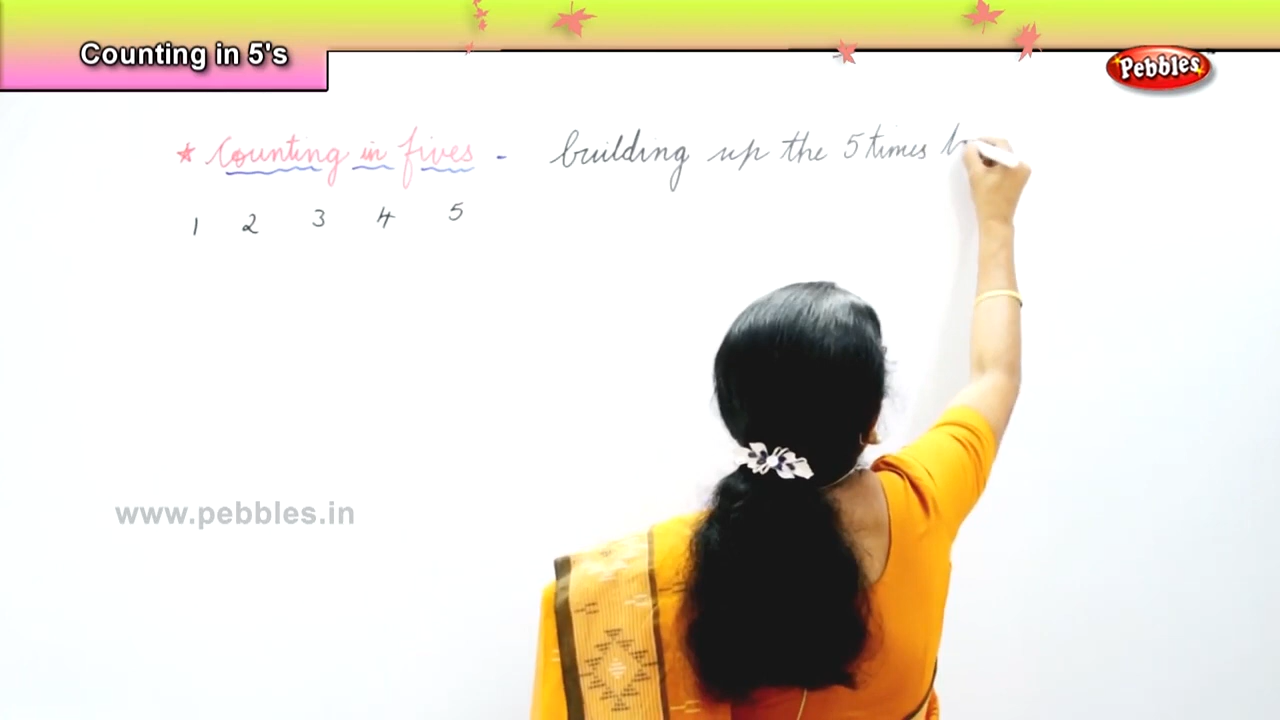 Counting in 5's
Pebbles
★ Counting in fives - building up the 5 times
1 2 3 4 5
www.pebbles.in